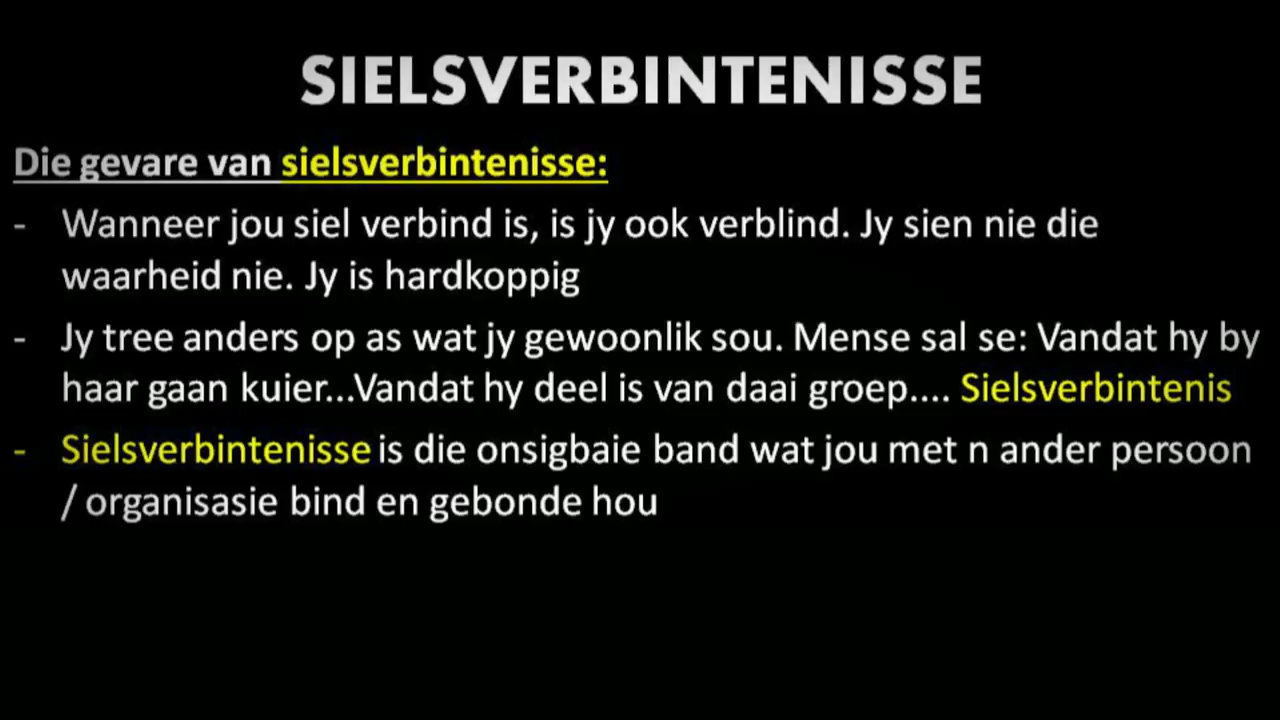 SIELSVERBINTENISSE
Die gevare van sielsverbintenisse:
- Wanneer jou siel verbind is, is jy ook verblind. Jy sien nie die
waarheid nie. Jy is hardkoppig
- Jy tree anders op as wat jy gewoonlik sou. Mense sal se: Vandat hy by
haar gaan kuier...Vandat hy deel is van daai groep.... Sielsverbintenis
- Sielsverbintenisse is die onsigbaie band wat jou met n ander persoon
/ organisasie bind en gebonde hou